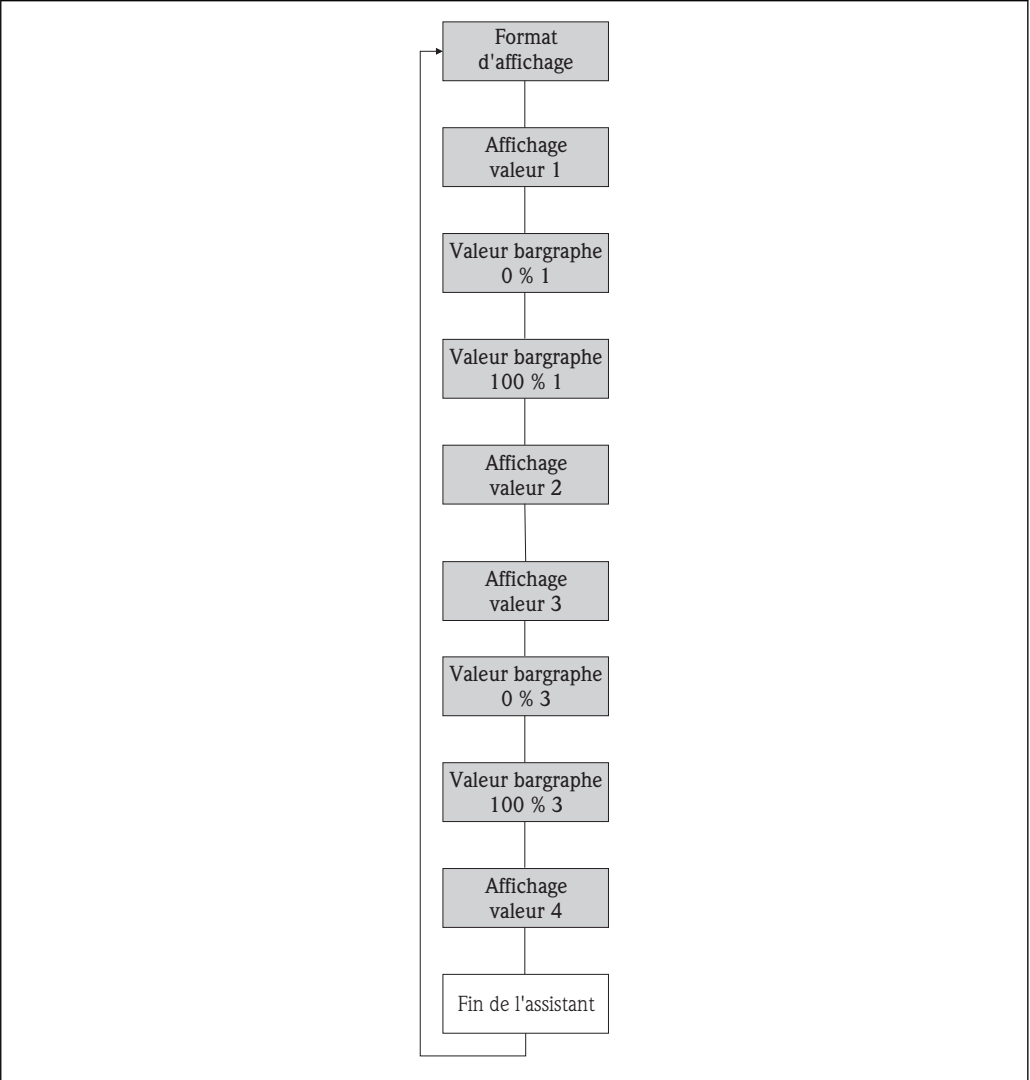 Format
d'affichage
Affichage
valeur 1
Valeur bargraphe
0 % 1
Valeur bargraphe
100 % 1
Affichage
valeur 2
Affichage
valeur 3
Valeur bargraphe
0 % 3
Valeur bargraphe
100 % 3
Affichage
valeur 4
Fin de l'assistant